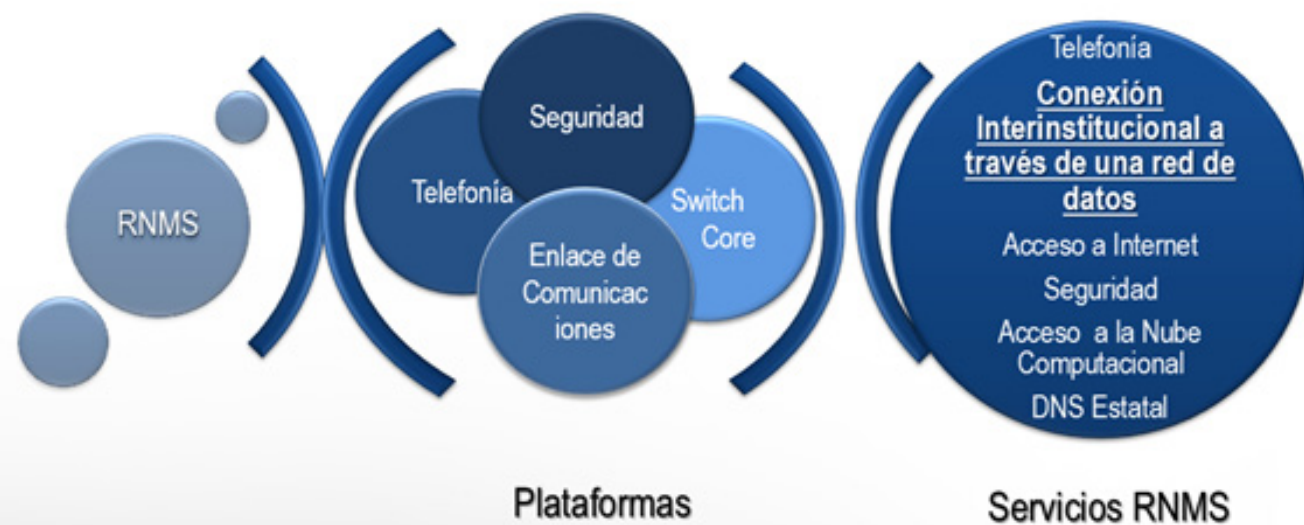 RNMS
Telefonía
Seguridad
Switch
Core
Enlace de
Comunicac
iones
Plataformas
Telefonía
Conexión
Interinstitucional a
través de una red de
datos
Acceso a Internet
Seguridad
Acceso a la Nube
Computacional
DNS Estatal
Servicios RNMS